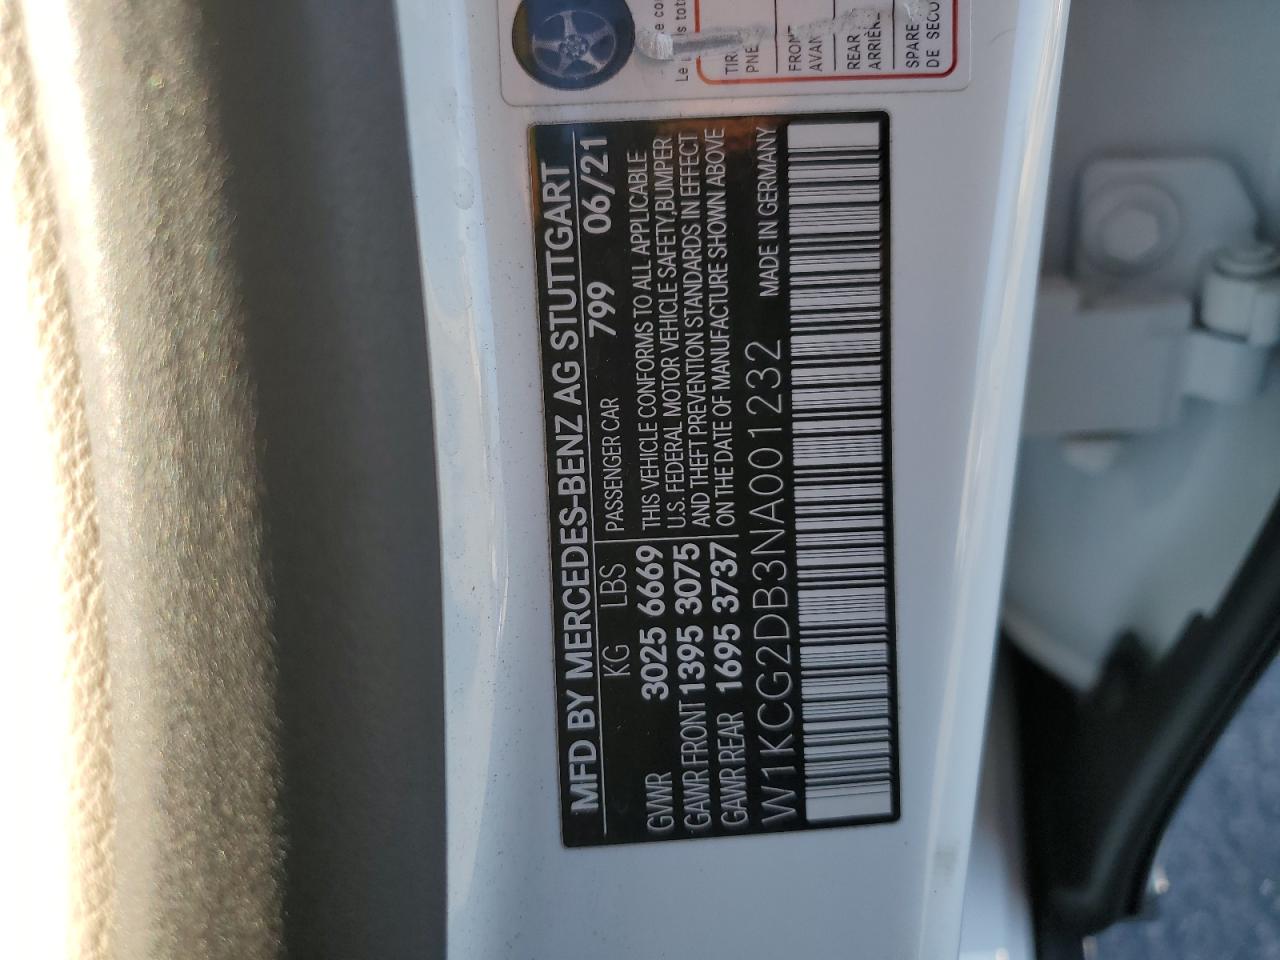 MFD BY MERCEDES-BENZ AG STUTTGART
KG LBS PASSENGER CAR 799 06/21
GVWR 3025 6669
GAWR FRONT 1395 3075
GAWR REAR 1695 3737
THIS VEHICLE CONFORMS TO ALL APPLICABLE
U.S. FEDERAL MOTOR VEHICLE SAFETY,BUMPER
AND THEFT PREVENTION STANDARDS IN EFFECT
ON THE DATE OF MANUFACTURE SHOWN ABOVE
W1KCG2DB3NA001232 MADE IN GERMANY
FRONT
REAR
SPARE